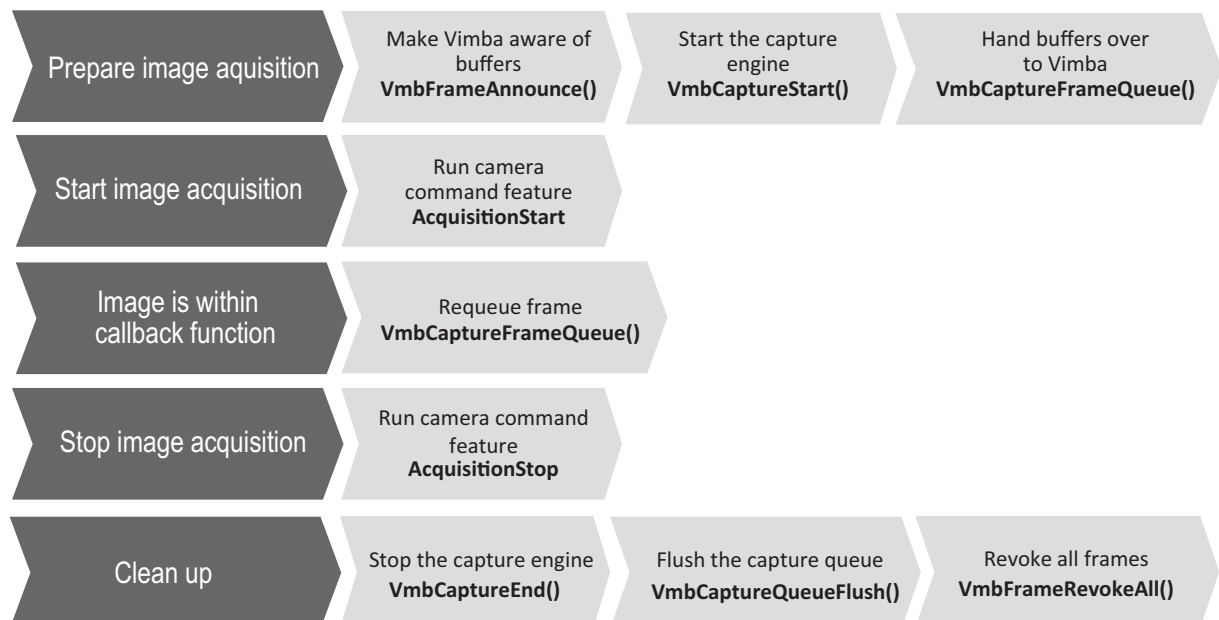 Prepare image aquisition
Make Vimba aware of
buffers
VmbFrameAnnounce()
Start the capture
engine
VmbCaptureStart()
Hand buffers over
to Vimba
VmbCaptureFrameQueue()
Start image acquisition
Run camera
command feature
AcquisitionStart
Image is within
callback function
Requeue frame
VmbCaptureFrameQueue()
Stop image acquisition
Run camera command
feature
AcquisitionStop
Clean up
Stop the capture engine
VmbCaptureEnd()
Flush the capture queue
VmbCaptureQueueFlush()
Revoke all frames
VmbFrameRevokeAll()